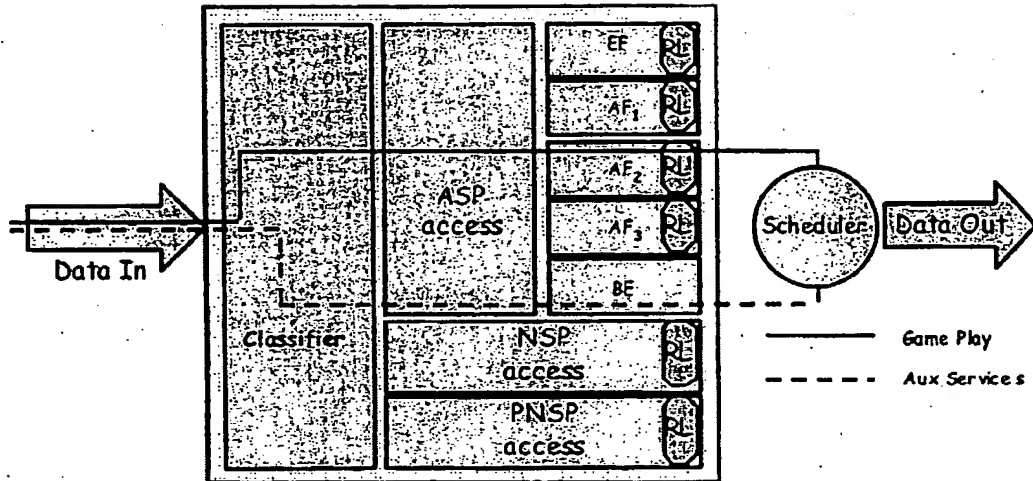 Data In
Classifier
ASP
access
EF
RL
AF1
RL
AF2
RL
AF3
RL
BE
NSP
access
RL
PNSP
access
RL
Scheduler
Data Out
Game Play
Aux Services